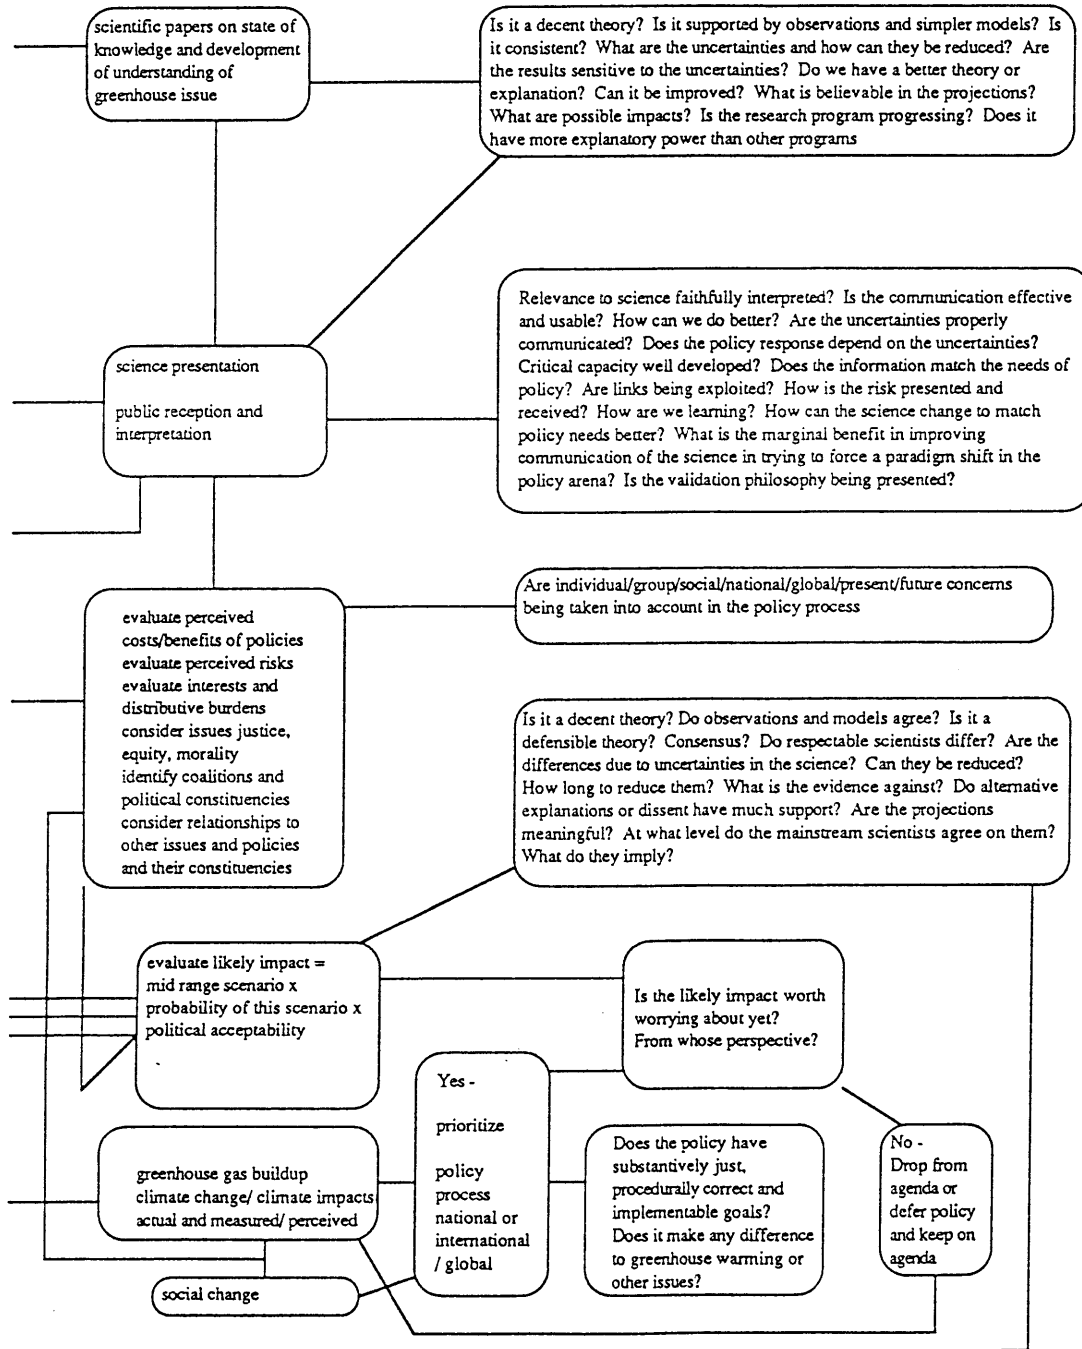 scientific papers on state of
knowledge and development
of understanding of
greenhouse issue
Is it a decent theory? Is it supported by observations and simpler models? Is
it consistent? What are the uncertainties and how can they be reduced? Are
the results sensitive to the uncertainties? Do we have a better theory or
explanation? Can it be improved? What is believable in the projections?
What are possible impacts? Is the research program progressing? Does it
have more explanatory power than other programs
science presentation
public reception and
interpretation
Relevance to science faithfully interpreted? Is the communication effective
and usable? How can we do better? Are the uncertainties properly
communicated? Does the policy response depend on the uncertainties?
Critical capacity well developed? Does the information match the needs of
policy? Are links being exploited? How is the risk presented and
received? How are we learning? How can the science change to match
policy needs better? What is the marginal benefit in improving
communication of the science in trying to force a paradigm shift in the
policy arena? Is the validation philosophy being presented?
evaluate perceived
costs/benefits of policies
evaluate perceived risks
evaluate interests and
distributive burdens
consider issues justice,
equity, morality
identify coalitions and
political constituencies
consider relationships to
other issues and policies
and their constituencies
Are individual/group/social/national/global/present/future concerns
being taken into account in the policy process
Is it a decent theory? Do observations and models agree? Is it a
defensible theory? Consensus? Do respectable scientists differ? Are the
differences due to uncertainties in the science? Can they be reduced?
How long to reduce them? What is the evidence against? Do alternative
explanations or dissent have much support? Are the projections
meaningful? At what level do the mainstream scientists agree on them?
What do they imply?
evaluate likely impact =
mid range scenario x
probability of this scenario x
political acceptability
Is the likely impact worth
worrying about yet?
From whose perspective?
Yes -
prioritize
policy
process
national or
international
/ global
greenhouse gas buildup
climate change/ climate impacts
actual and measured/ perceived
Does the policy have
substantively just,
procedurally correct and
implementable goals?
Does it make any difference
to greenhouse warming or
other issues?
No -
Drop from
agenda or
defer policy
and keep on
agenda
social change